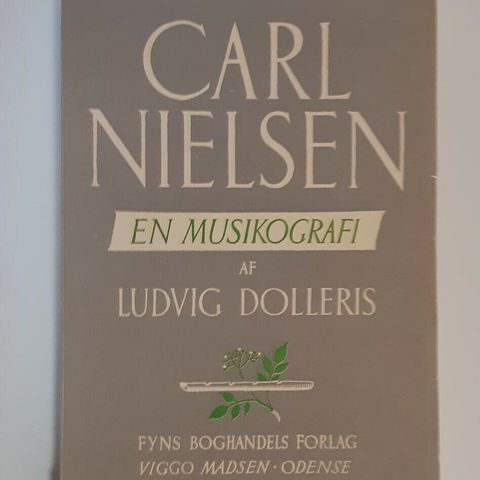 CARL
NIELSEN
EN MUSIKOGRAFI
AF
LUDVIG DOLLERIS
FYNS BOGHANDELS FORLAG
VIGGO MADSEN · ODENSE